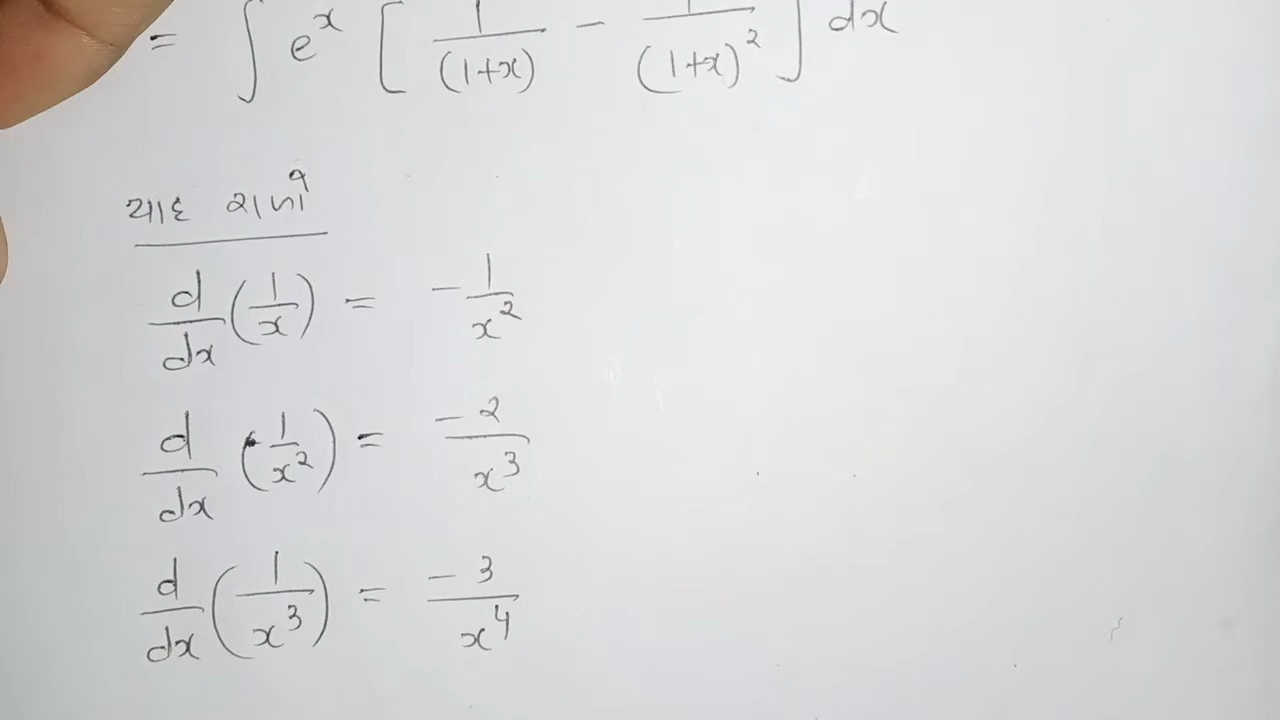 = ∫ eˣ [ 1/(1+x) - 1/(1+x)² ] dx
યાદ રાખો
d/dx (1/x) = - 1/x²
d/dx (1/x²) = -2/x³
d/dx (1/x³) = -3/x⁴